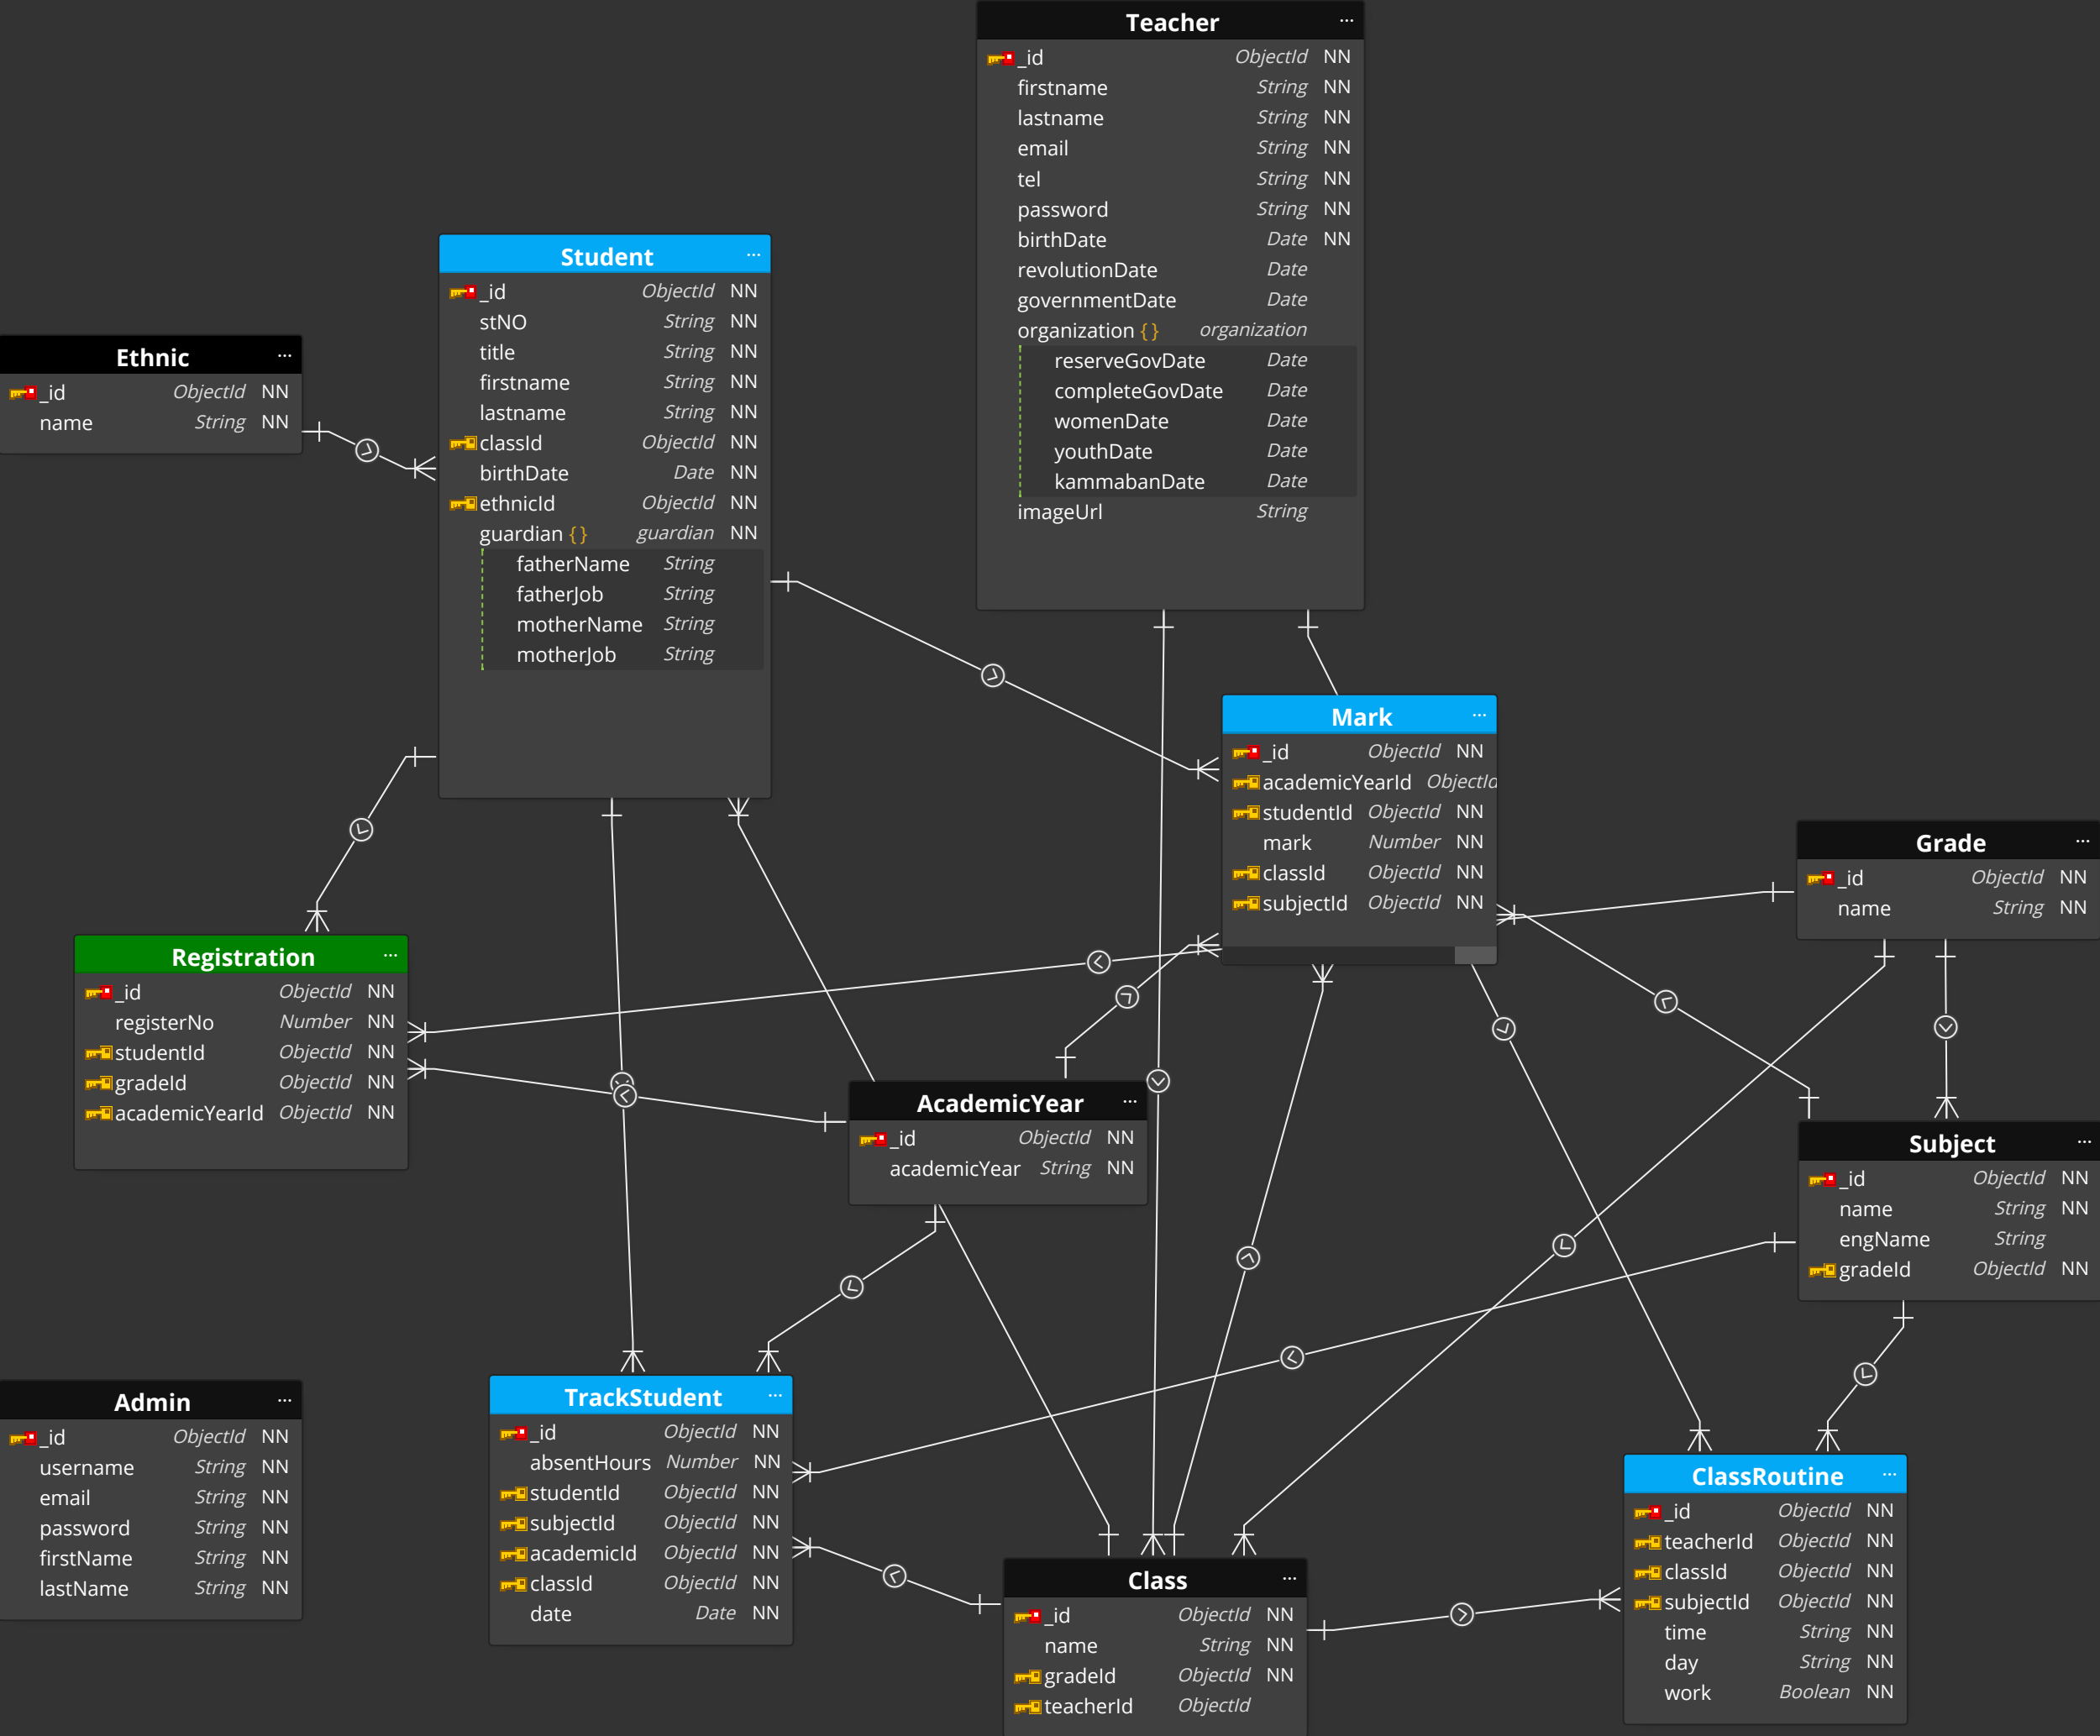 Teacher ...
_id ObjectId NN
firstname String NN
lastname String NN
email String NN
tel String NN
password String NN
birthDate Date NN
revolutionDate Date
governmentDate Date
organization {} organization
reserveGovDate Date
completeGovDate Date
womenDate Date
youthDate Date
kammabanDate Date
imageUrl String
Student ...
_id ObjectId NN
stNO String NN
title String NN
firstname String NN
lastname String NN
classId ObjectId NN
birthDate Date NN
ethnicId ObjectId NN
guardian {} guardian NN
fatherName String
fatherJob String
motherName String
motherJob String
Ethnic ...
_id ObjectId NN
name String NN
Mark ...
_id ObjectId NN
academicYearId ObjectId
studentId ObjectId NN
mark Number NN
classId ObjectId NN
subjectId ObjectId NN
Grade ...
_id ObjectId NN
name String NN
Registration ...
_id ObjectId NN
registerNo Number NN
studentId ObjectId NN
gradeId ObjectId NN
academicYearId ObjectId NN
AcademicYear ...
_id ObjectId NN
academicYear String NN
Subject ...
_id ObjectId NN
name String NN
engName String
gradeId ObjectId NN
Admin ...
_id ObjectId NN
username String NN
email String NN
password String NN
firstName String NN
lastName String NN
TrackStudent ...
_id ObjectId NN
absentHours Number NN
studentId ObjectId NN
subjectId ObjectId NN
academicId ObjectId NN
classId ObjectId NN
date Date NN
Class ...
_id ObjectId NN
name String NN
gradeId ObjectId NN
teacherId ObjectId
ClassRoutine ...
_id ObjectId NN
teacherId ObjectId NN
classId ObjectId NN
subjectId ObjectId NN
time String NN
day String NN
work Boolean NN